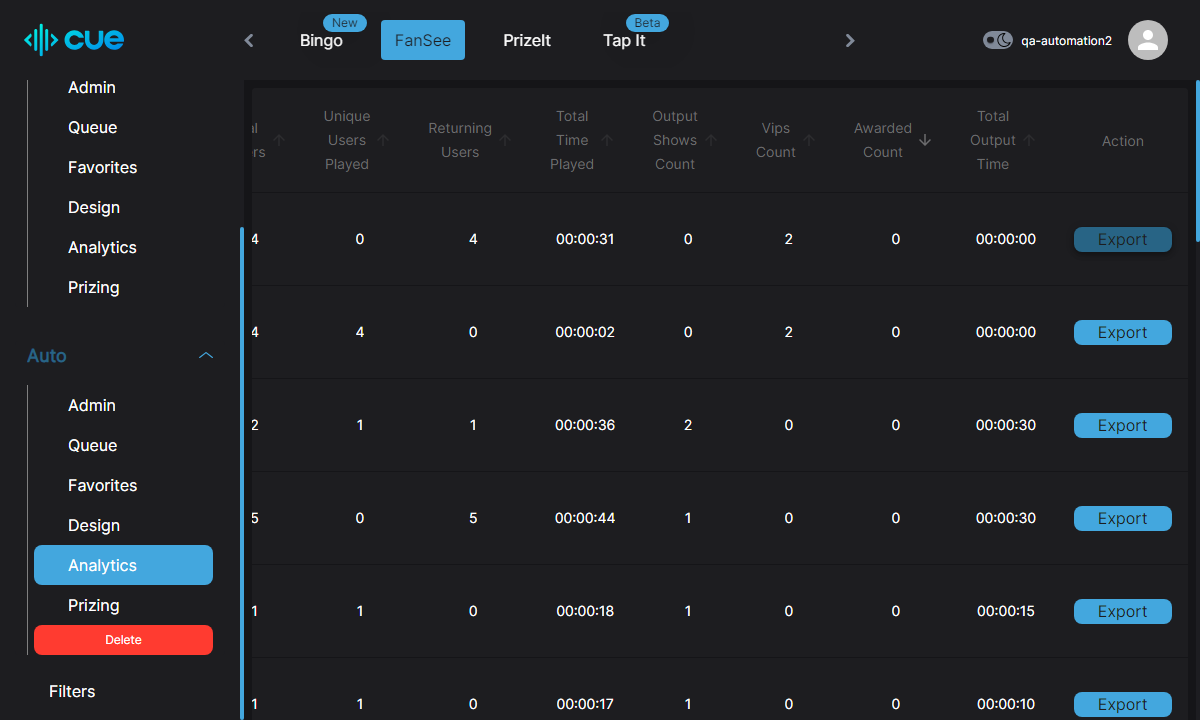 cue
New
Bingo
FanSee
PrizeIt
Beta
Tap It
qa-automation2
Admin
Queue
Favorites
Design
Analytics
Prizing
Auto
Admin
Queue
Favorites
Design
Analytics
Prizing
Delete
Filters
Unique Users Played
Returning Users
Total Time Played
Output Shows Count
Vips Count
Awarded Count
Total Output Time
Action
4 0 4 00:00:31 0 2 0 00:00:00 Export
4 4 0 00:00:02 0 2 0 00:00:00 Export
2 1 1 00:00:36 2 0 0 00:00:30 Export
5 0 5 00:00:44 1 0 0 00:00:30 Export
1 1 0 00:00:18 1 0 0 00:00:15 Export
1 1 0 00:00:17 1 0 0 00:00:10 Export